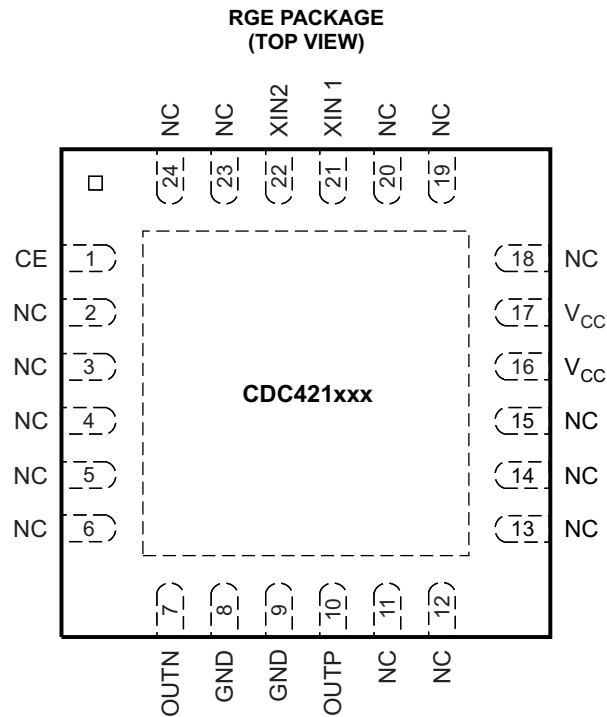 RGE PACKAGE
(TOP VIEW)
NC NC XIN2 XIN 1 NC NC
24 23 22 21 20 19
CE 1
NC 2
NC 3
NC 4
NC 5
NC 6
CDC421xxx
18 NC
17 VCC
16 VCC
15 NC
14 NC
13 NC
7 8 9 10 11 12
OUTN GND GND OUTP NC NC